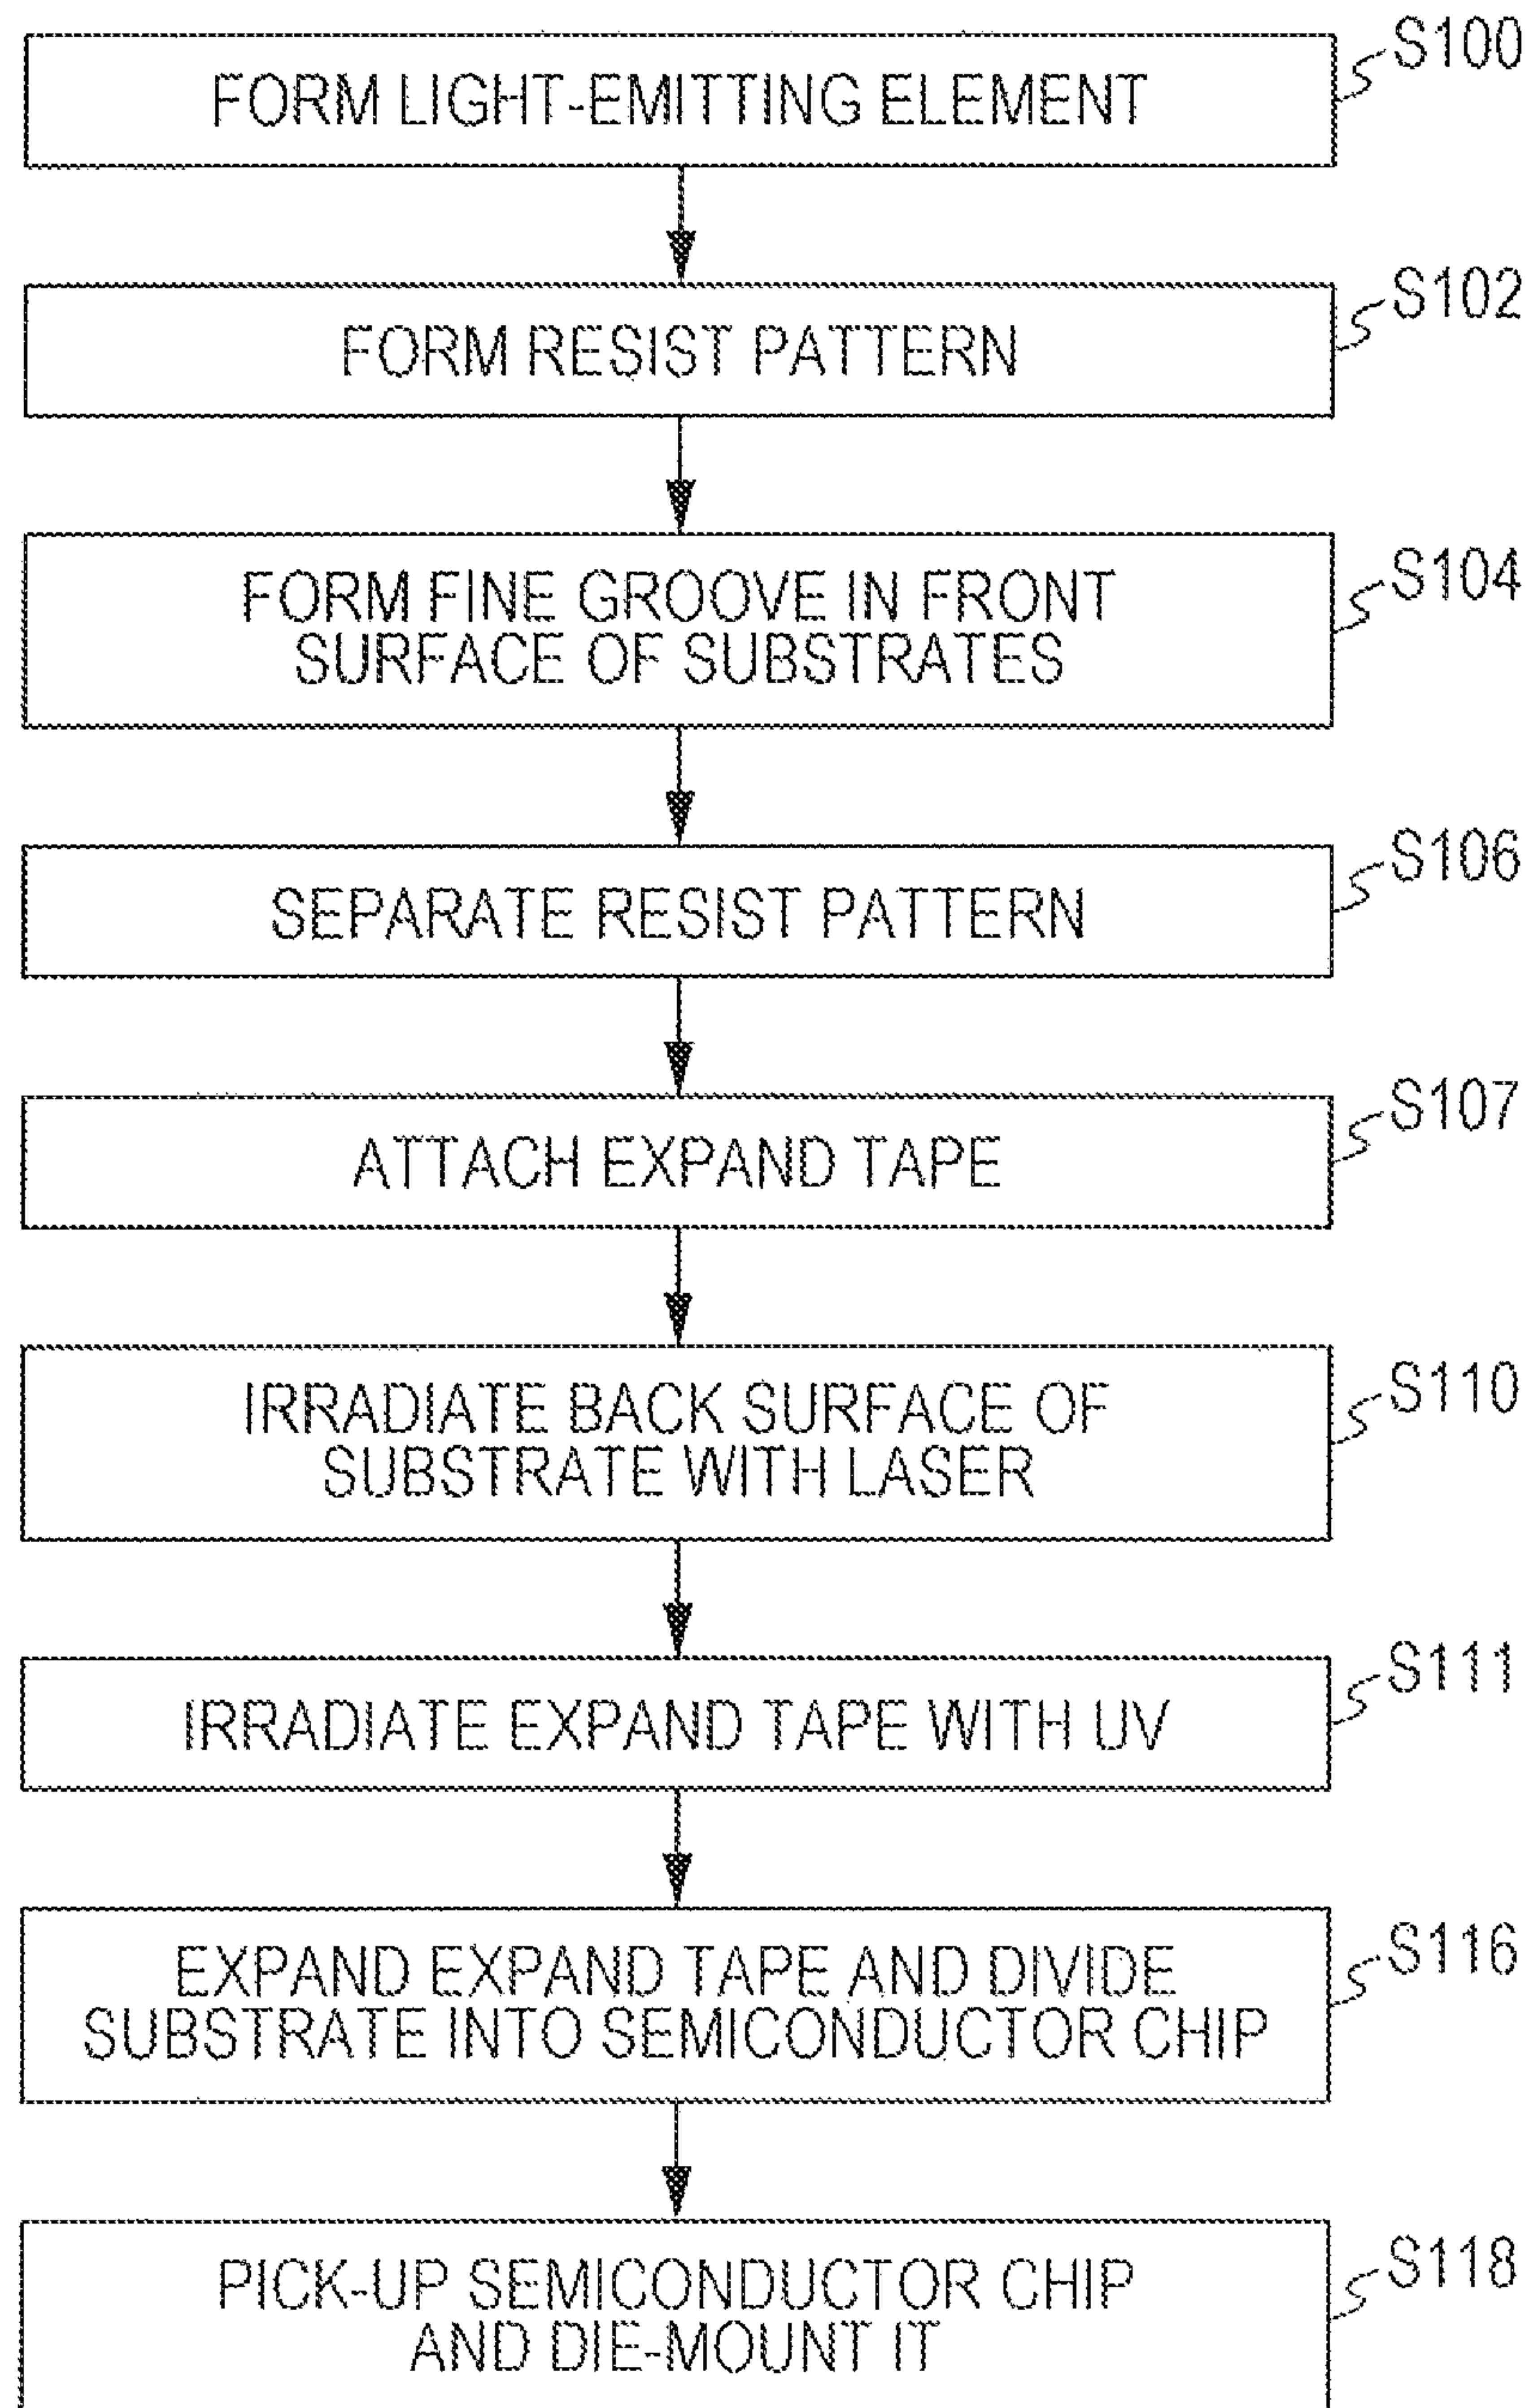 FORM LIGHT-EMITTING ELEMENT
S100
FORM RESIST PATTERN
S102
FORM FINE GROOVE IN FRONT
SURFACE OF SUBSTRATES
S104
SEPARATE RESIST PATTERN
S106
ATTACH EXPAND TAPE
S107
IRRADIATE BACK SURFACE OF
SUBSTRATE WITH LASER
S110
IRRADIATE EXPAND TAPE WITH UV
S111
EXPAND EXPAND TAPE AND DIVIDE
SUBSTRATE INTO SEMICONDUCTOR CHIP
S116
PICK-UP SEMICONDUCTOR CHIP
AND DIE-MOUNT IT
S118